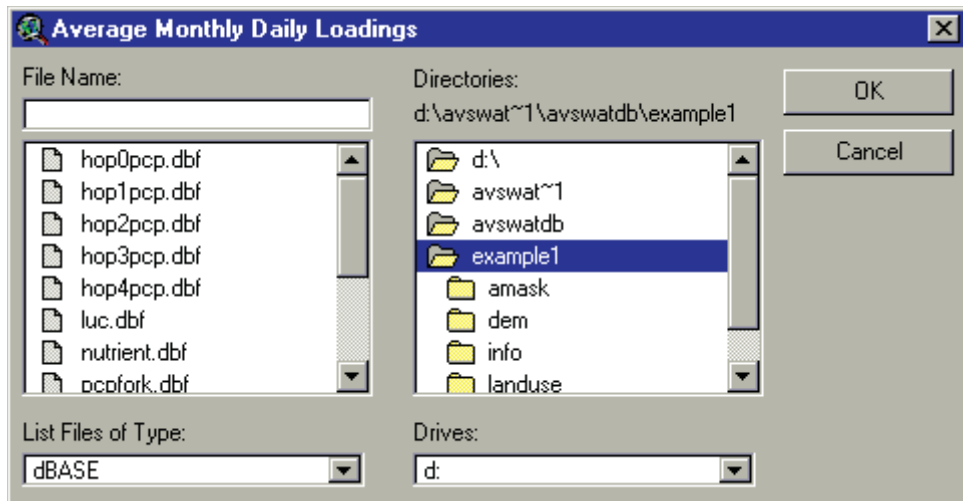 Average Monthly Daily Loadings
File Name:
hop0pcp.dbf
hop1pcp.dbf
hop2pcp.dbf
hop3pcp.dbf
hop4pcp.dbf
luc.dbf
nutrient.dbf
pcpfork.dbf
List Files of Type:
dBASE
Directories:
d:\avswat~1\avswatdb\example1
d:\
avswat~1
avswatdb
example1
amask
dem
info
landuse
Drives:
d:
OK
Cancel